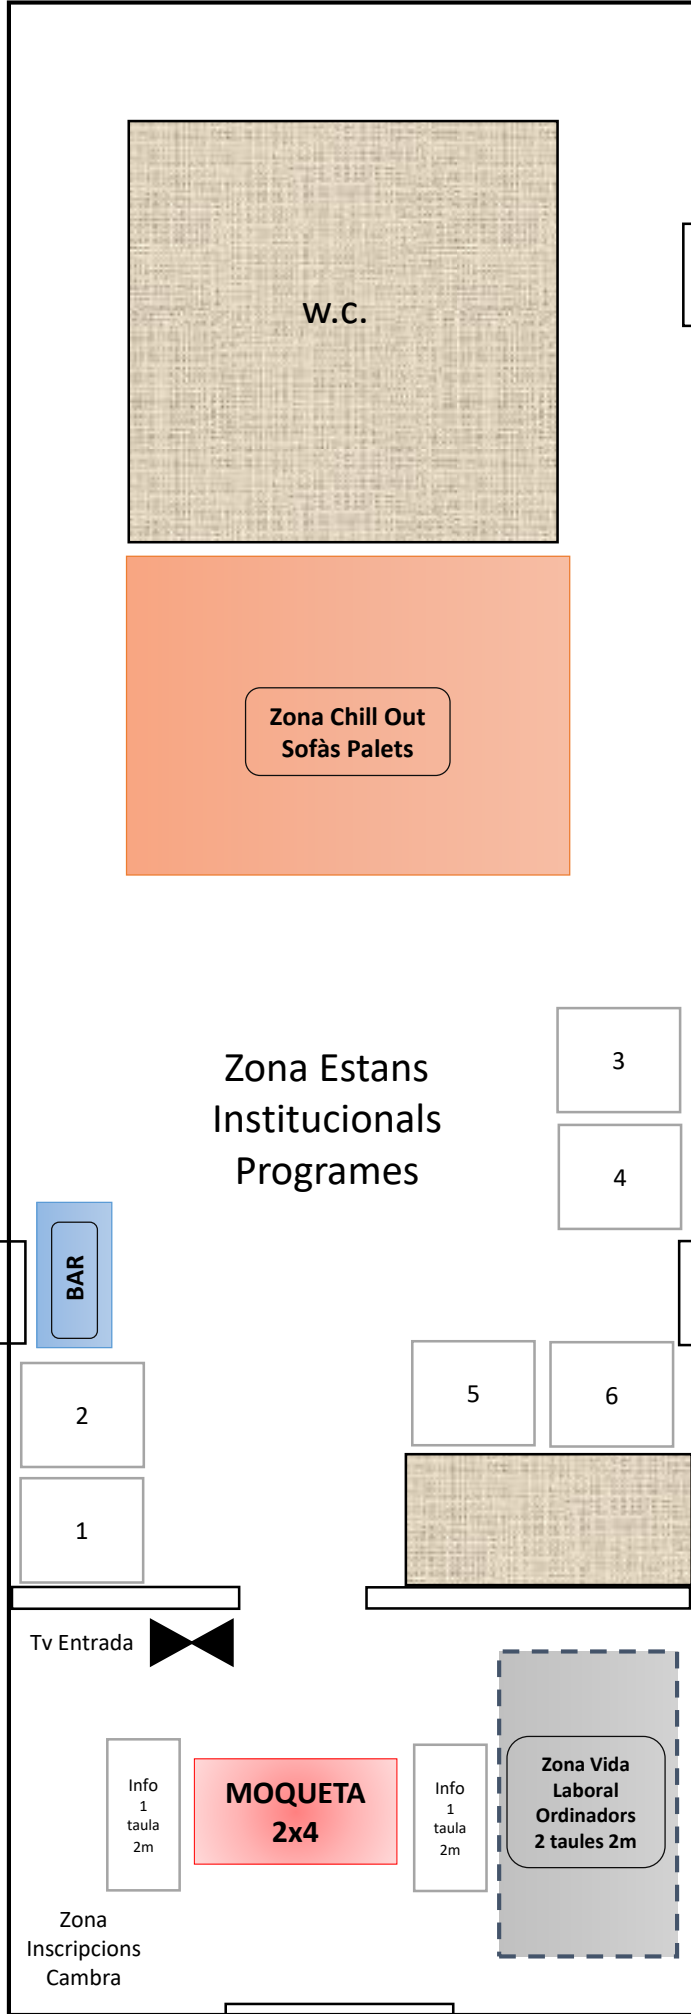 w.c.
Zona Chill Out
Sofàs Palets
3
Zona Estans
Institucionals
Programes
4
BAR
2
5
6
1
Tv Entrada
Info
1
taula
2m
MOQUETA
2x4
Info
1
taula
2m
Zona Vida
Laboral
Ordinadors
2 taules 2m
Zona
Inscripcions
Cambra